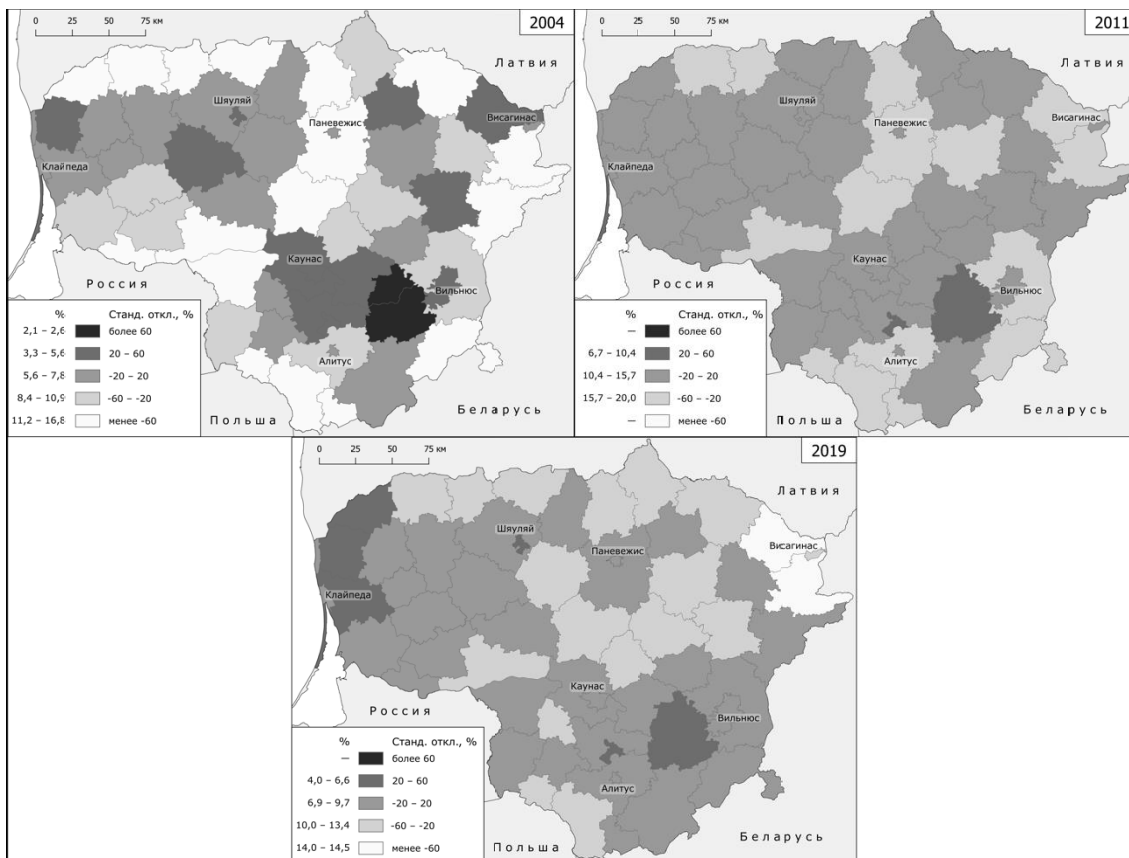 2004
0 25 50 75 км
Латвия
Шяуляй
Паневежис
Висагинас
Клайпеда
Каунас
Вильнюс
Россия
Алитус
Польша
Беларусь
% Станд. откл., %
2,1 – 2,6 более 60
3,3 – 5,6 20 – 60
5,6 – 7,8 -20 – 20
8,4 – 10,9 -60 – -20
11,2 – 16,8 менее -60
2011
0 25 50 75 км
Латвия
Шяуляй
Паневежис
Висагинас
Клайпеда
Каунас
Вильнюс
Россия
Алитус
Польша
Беларусь
% Станд. откл., %
— более 60
6,7 – 10,4 20 – 60
10,4 – 15,7 -20 – 20
15,7 – 20,0 -60 – -20
— менее -60
2019
0 25 50 75 км
Латвия
Шяуляй
Паневежис
Висагинас
Клайпеда
Каунас
Россия
Вильнюс
Алитус
Польша
Беларусь
% Станд. откл., %
— более 60
4,0 – 6,6 20 – 60
6,9 – 9,7 -20 – 20
10,0 – 13,4 -60 – -20
14,0 – 14,5 менее -60